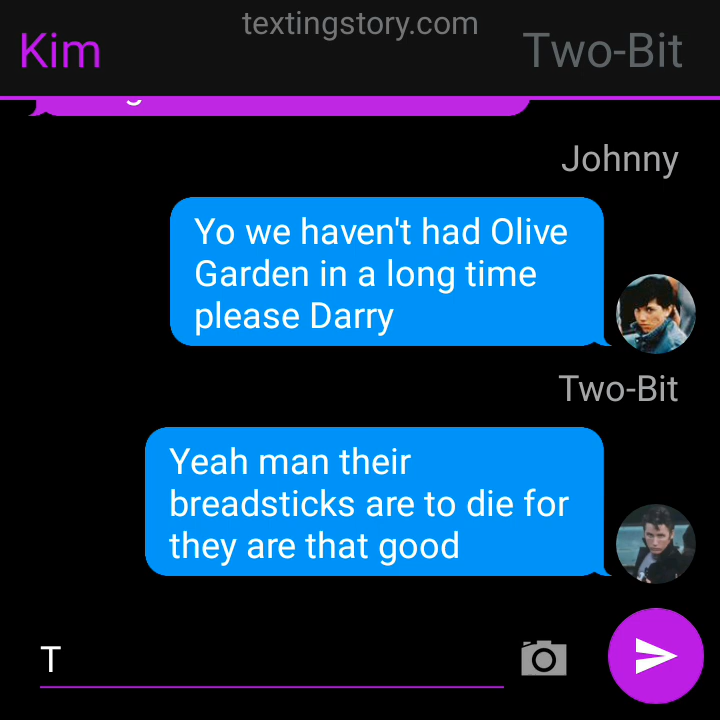 textingstory.com
Kim
Two-Bit
Johnny
Yo we haven't had Olive
Garden in a long time
please Darry
Two-Bit
Yeah man their
breadsticks are to die for
they are that good
T